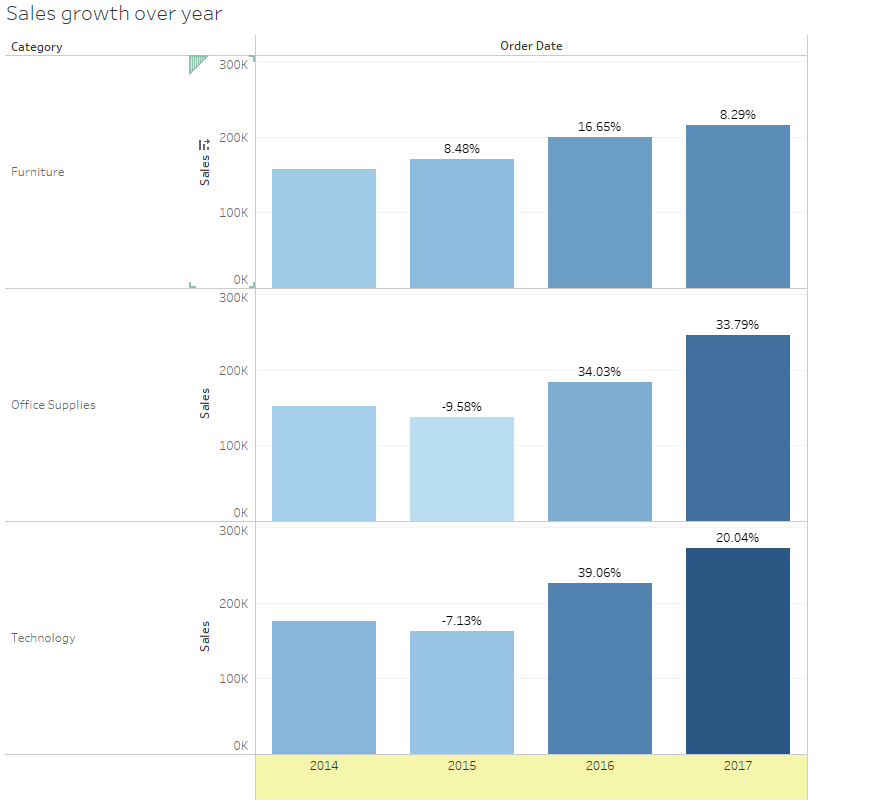 Sales growth over year
Category
Order Date
Furniture
Sales
300K
200K
100K
0K
8.48%
16.65%
8.29%
Office Supplies
Sales
300K
200K
100K
0K
-9.58%
34.03%
33.79%
Technology
Sales
300K
200K
100K
0K
-7.13%
39.06%
20.04%
2014 2015 2016 2017